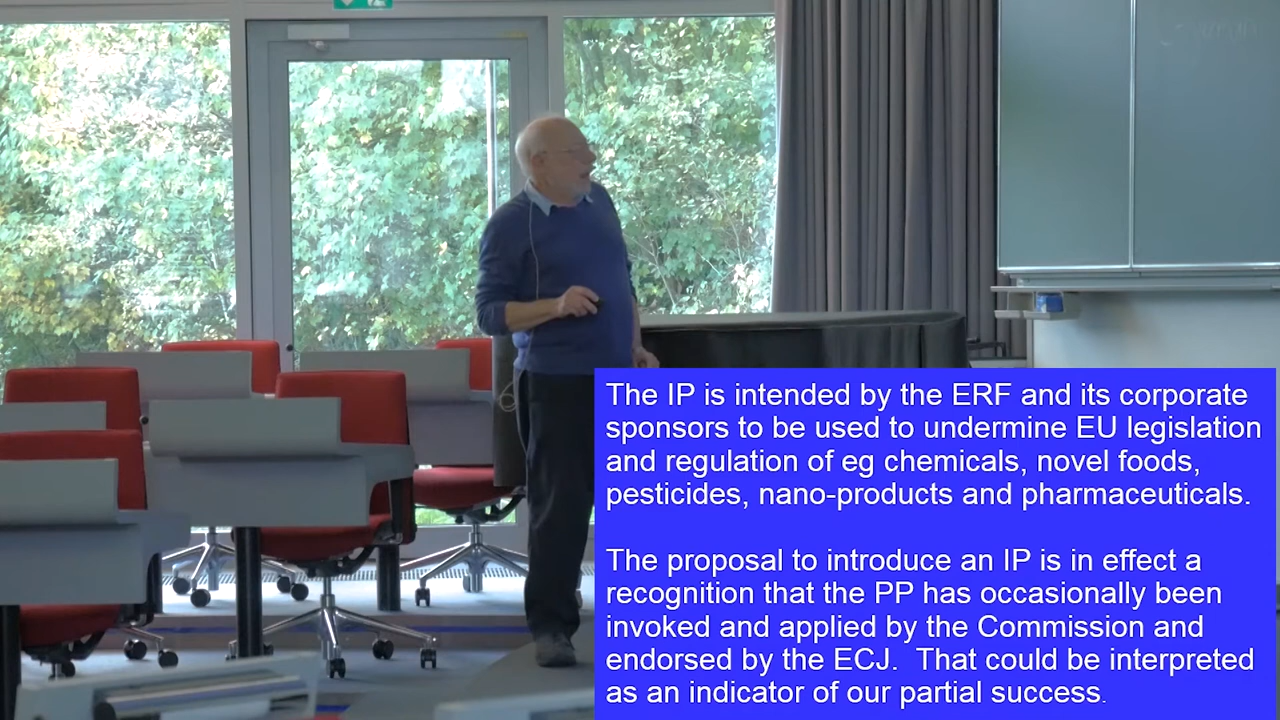 The IP is intended by the ERF and its corporate
sponsors to be used to undermine EU legislation
and regulation of eg chemicals, novel foods,
pesticides, nano-products and pharmaceuticals.
The proposal to introduce an IP is in effect a
recognition that the PP has occasionally been
invoked and applied by the Commission and
endorsed by the ECJ.  That could be interpreted
as an indicator of our partial success.